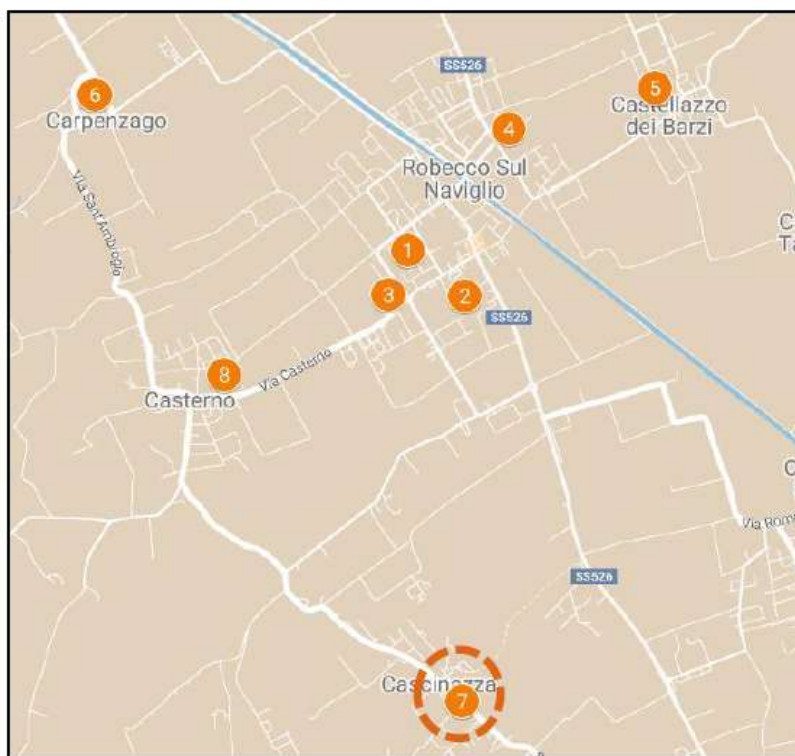 SS526
6
5
Carpenzago
Castellazzo
dei Barzi
4
Robecco Sul
Naviglio
Via Sant'Ambrogio
C
Ta
1
3
2
SS526
8
Via Casterno
Casterno
C
Via Roma
SS526
Cascinazza
7